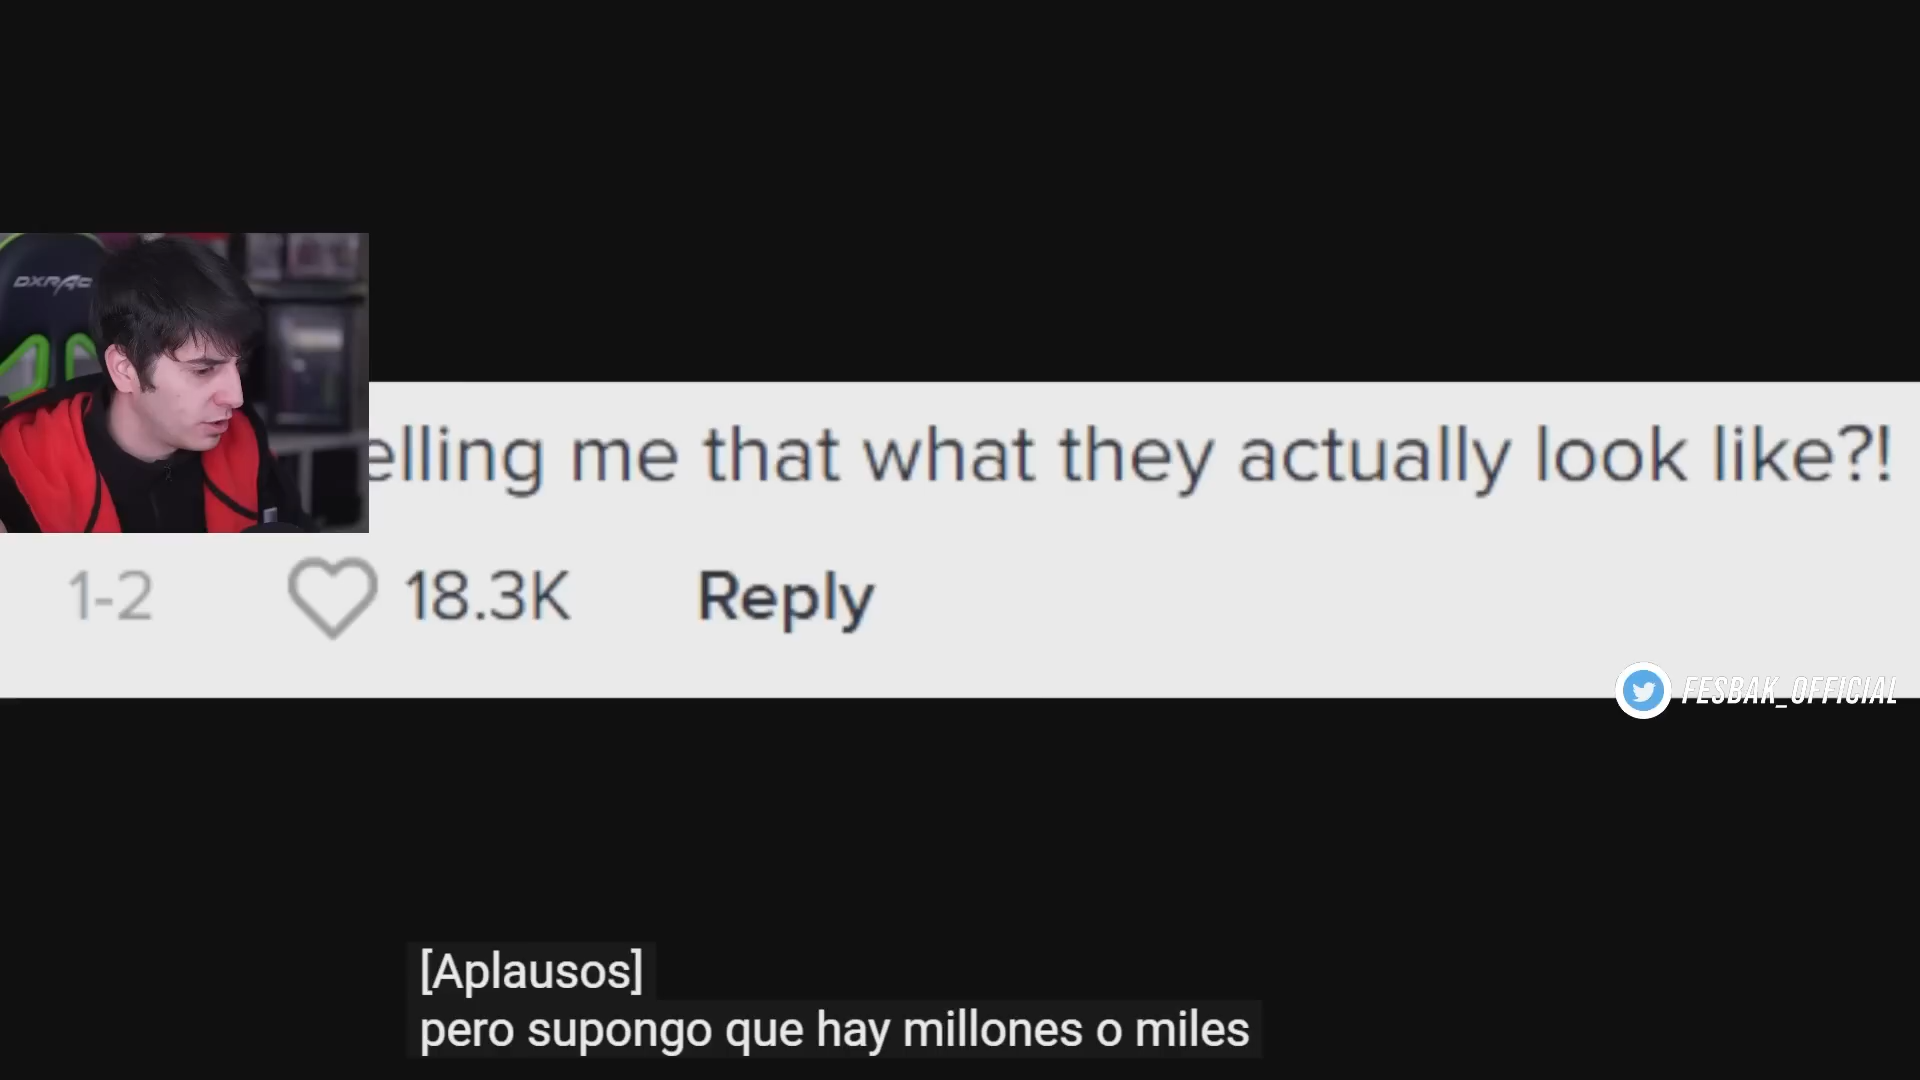 DXRAC
elling me that what they actually look like?!
1-2 18.3K Reply
FESBAK_OFFICIAL
[Aplausos]
pero supongo que hay millones o miles